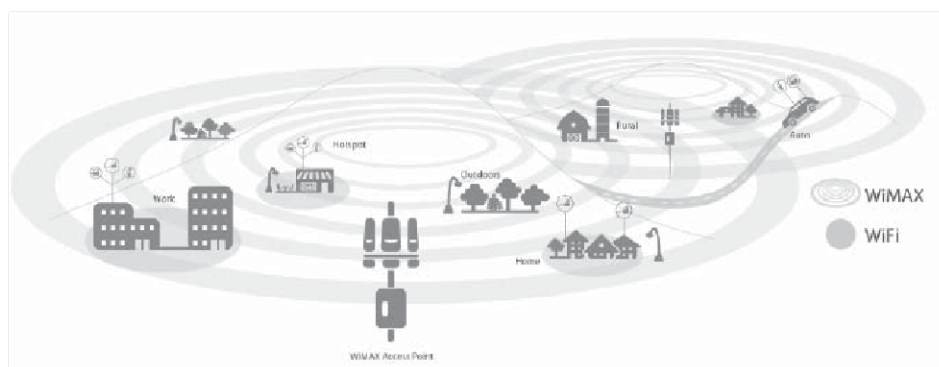 Hotspot
Rural
Auto
Outdoors
Work
WiMAX
WiFi
Home
WiMAX Access Point